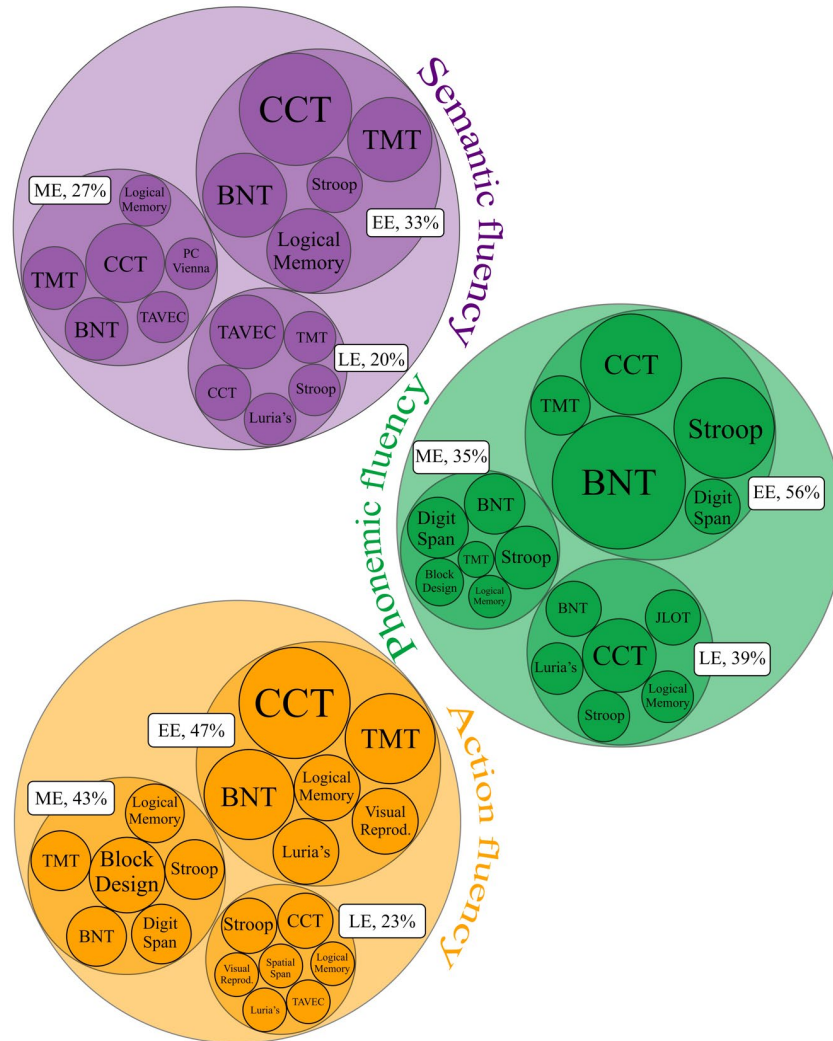 Semantic fluency
CCT
TMT
BNT
Stroop
Logical
Memory
EE, 33%
ME, 27%
Logical
Memory
CCT
PC
Vienna
TMT
BNT
TAVEC
LE, 20%
TAVEC
TMT
CCT
Stroop
Luria's
Phonemic fluency
CCT
TMT
Stroop
BNT
Digit
Span
EE, 56%
ME, 35%
BNT
Digit
Span
TMT
Stroop
Block
Design
Logical
Memory
LE, 39%
BNT
JLOT
Luria's
CCT
Logical
Memory
Stroop
Action fluency
EE, 47%
CCT
TMT
BNT
Logical
Memory
Visual
Reprod.
Luria's
ME, 43%
Logical
Memory
TMT
Block
Design
Stroop
BNT
Digit
Span
LE, 23%
Stroop
CCT
Visual
Reprod.
Spatial
Span
Logical
Memory
Luria's
TAVEC